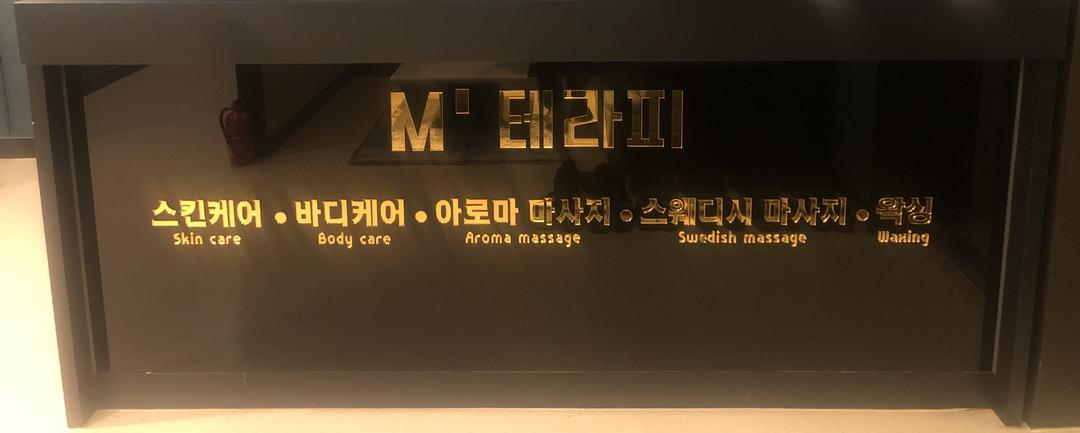 M' 테라피
스킨케어 • 바디케어 • 아로마 마사지 • 스웨디시 마사지 • 왁싱
Skin care Body care Aroma massage Swedish massage Waxing